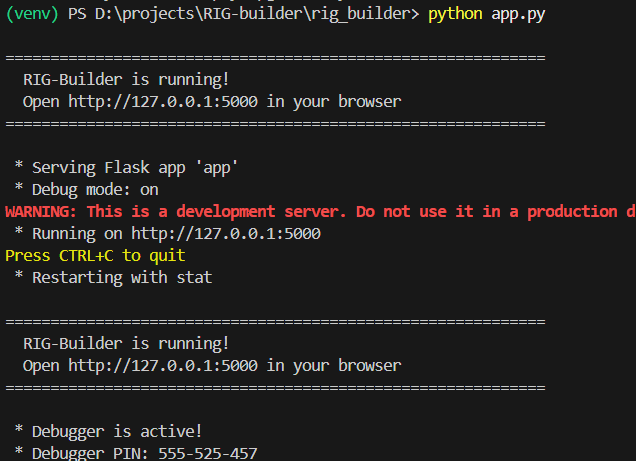 (venv) PS D:\projects\RIG-builder\rig_builder> python app.py
============================================================
RIG-Builder is running!
Open http://127.0.0.1:5000 in your browser
============================================================
* Serving Flask app 'app'
* Debug mode: on
WARNING: This is a development server. Do not use it in a production d
* Running on http://127.0.0.1:5000
Press CTRL+C to quit
* Restarting with stat
============================================================
RIG-Builder is running!
Open http://127.0.0.1:5000 in your browser
============================================================
* Debugger is active!
* Debugger PIN: 555-525-457